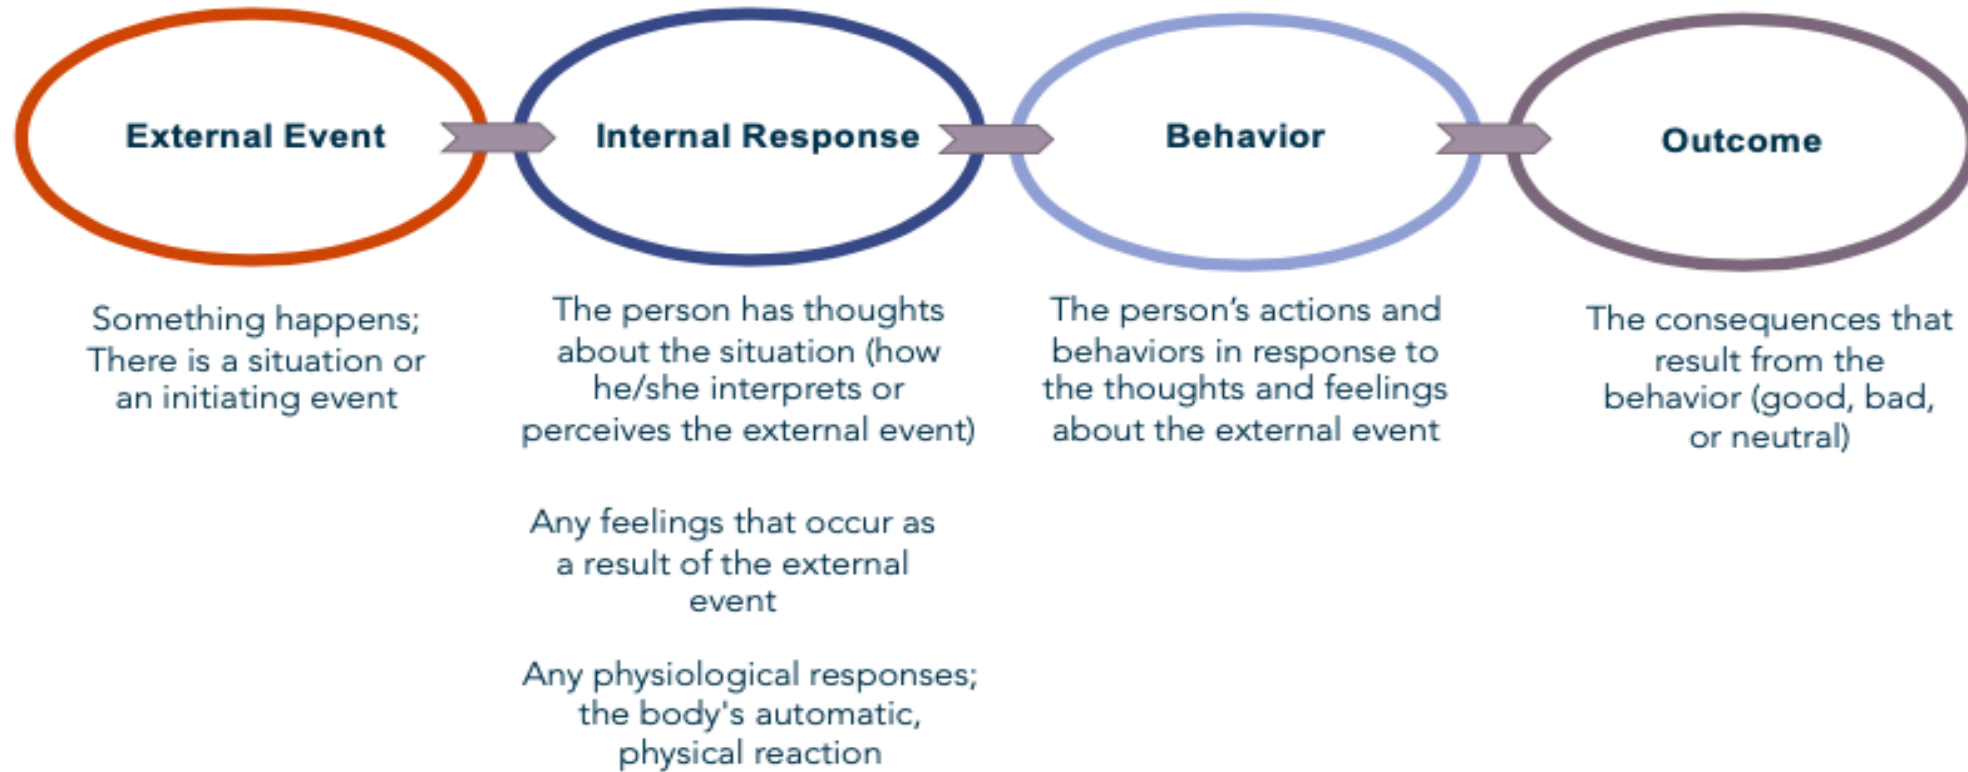 External Event
Internal Response
Behavior
Outcome
Something happens;
There is a situation or
an initiating event
The person has thoughts
about the situation (how
he/she interprets or
perceives the external event)
Any feelings that occur as
a result of the external
event
Any physiological responses;
the body's automatic,
physical reaction
The person’s actions and
behaviors in response to
the thoughts and feelings
about the external event
The consequences that
result from the
behavior (good, bad,
or neutral)